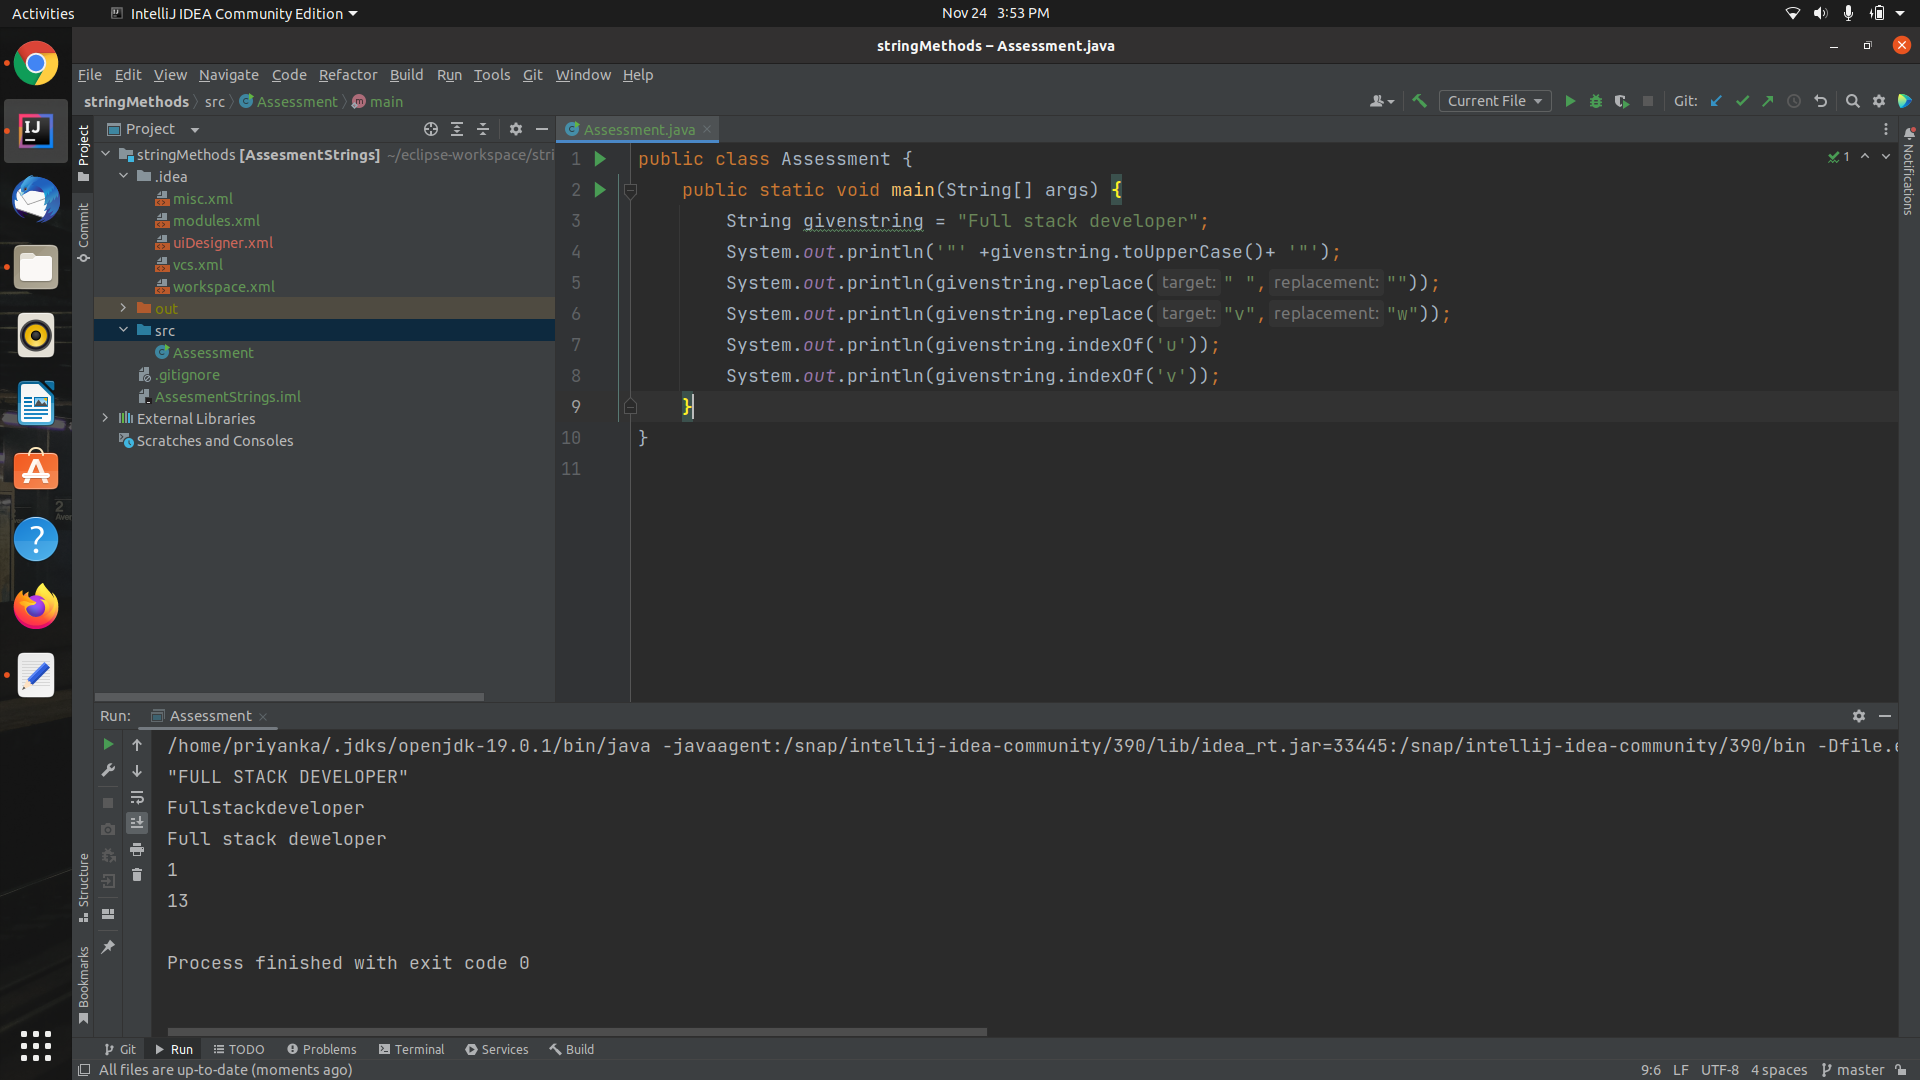 Activities IntelliJ IDEA Community Edition Nov 24 3:53 PM
stringMethods – Assessment.java
File Edit View Navigate Code Refactor Build Run Tools Git Window Help
stringMethods src Assessment main Current File Git:
Project Assessment.java
stringMethods [AssesmentStrings] ~/eclipse-workspace/stri
.idea
misc.xml
modules.xml
uiDesigner.xml
vcs.xml
workspace.xml
out
src
Assessment
.gitignore
AssesmentStrings.iml
External Libraries
Scratches and Consoles
Project
Commit
Structure
Bookmarks
Notifications
1 public class Assessment {
2 public static void main(String[] args) {
3 String givenstring = "Full stack developer";
4 System.out.println('"' +givenstring.toUpperCase()+ '"');
5 System.out.println(givenstring.replace( target: " ", replacement: ""));
6 System.out.println(givenstring.replace( target: "v", replacement: "w"));
7 System.out.println(givenstring.indexOf('u'));
8 System.out.println(givenstring.indexOf('v'));
9 }
10 }
11
1
Run: Assessment
/home/priyanka/.jdks/openjdk-19.0.1/bin/java -javaagent:/snap/intellij-idea-community/390/lib/idea_rt.jar=33445:/snap/intellij-idea-community/390/bin -Dfile.e
"FULL STACK DEVELOPER"
Fullstackdeveloper
Full stack deweloper
1
13
Process finished with exit code 0
Git Run TODO Problems Terminal Services Build
All files are up-to-date (moments ago) 9:6 LF UTF-8 4 spaces master